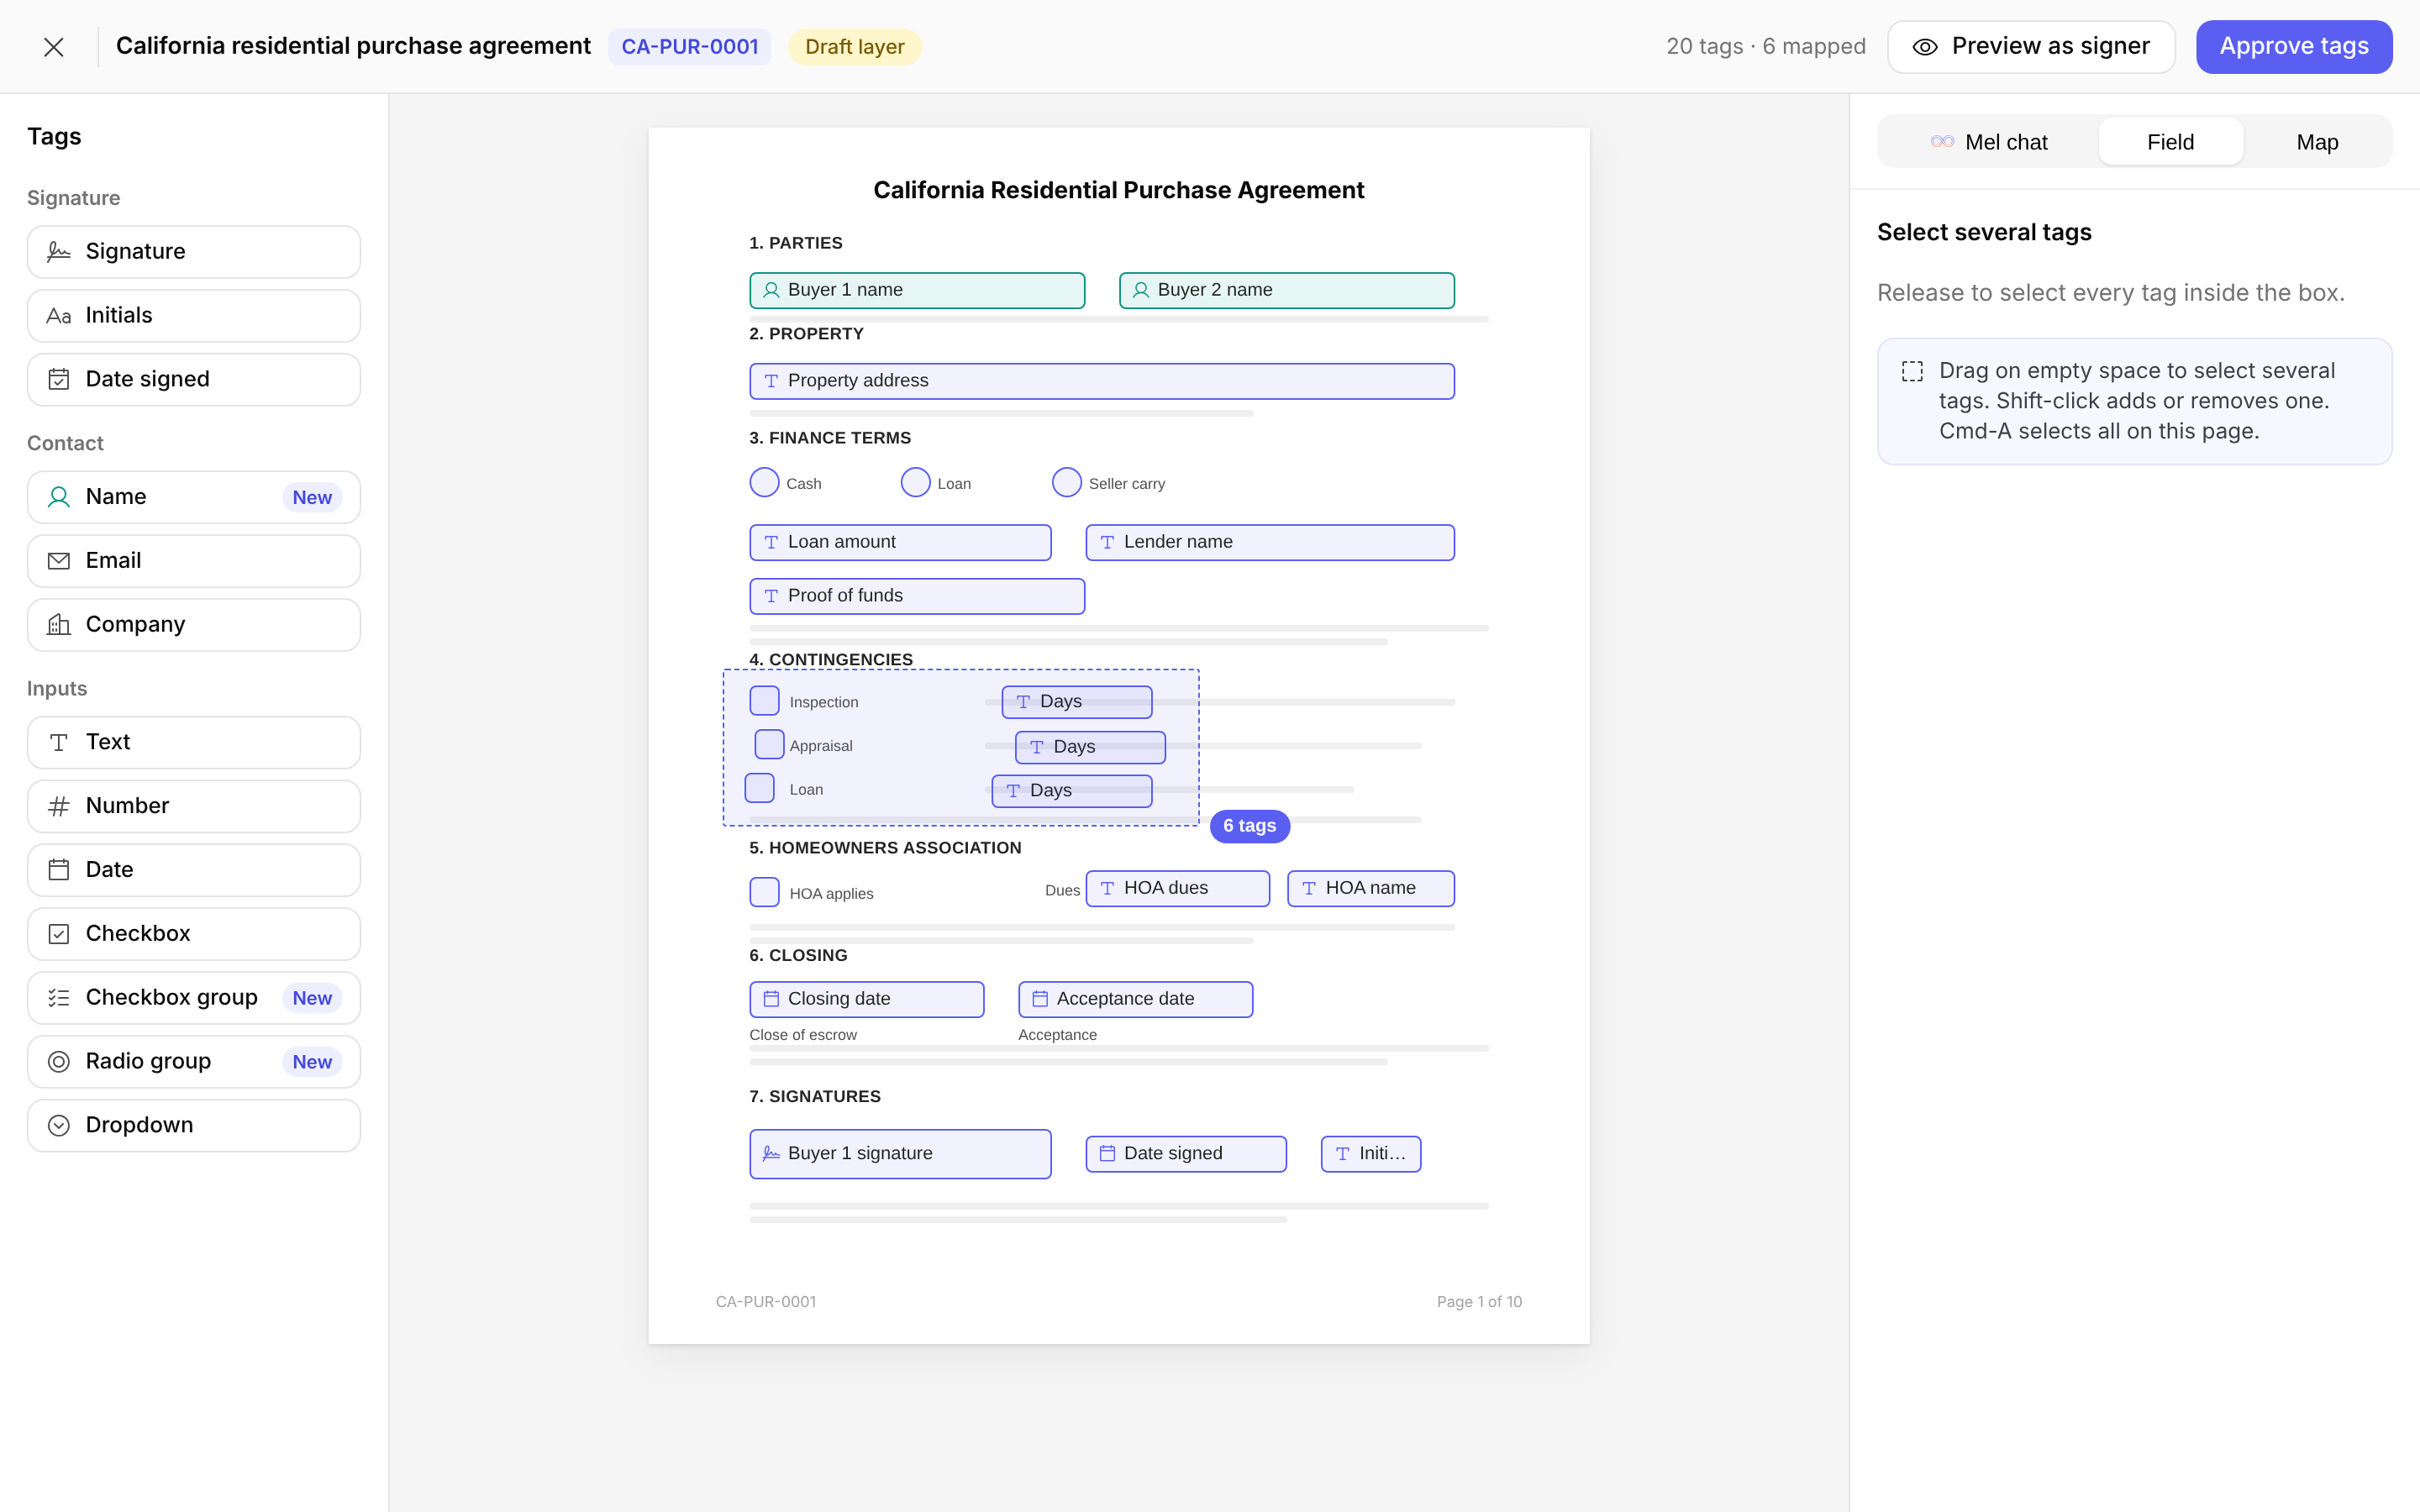 California residential purchase agreement
CA-PUR-0001
Draft layer
20 tags · 6 mapped
Preview as signer
Approve tags
Tags
Signature
Signature
Initials
Date signed
Contact
Name New
Email
Company
Inputs
Text
Number
Date
Checkbox
Checkbox group New
Radio group New
Dropdown
California Residential Purchase Agreement
1. PARTIES
Buyer 1 name Buyer 2 name
2. PROPERTY
Property address
3. FINANCE TERMS
Cash Loan Seller carry
Loan amount Lender name
Proof of funds
4. CONTINGENCIES
Inspection Days
Appraisal Days
Loan Days
6 tags
5. HOMEOWNERS ASSOCIATION
HOA applies Dues HOA dues HOA name
6. CLOSING
Closing date Acceptance date
Close of escrow Acceptance
7. SIGNATURES
Buyer 1 signature Date signed Initi...
CA-PUR-0001 Page 1 of 10
Mel chat Field Map
Select several tags
Release to select every tag inside the box.
Drag on empty space to select several
tags. Shift-click adds or removes one.
Cmd-A selects all on this page.